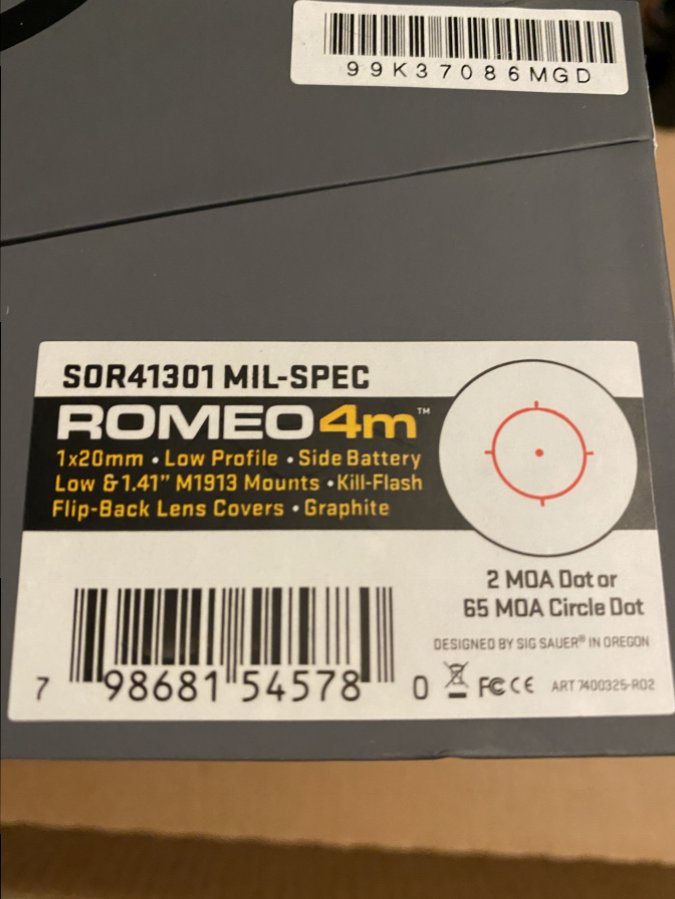 99K37086MGD
SOR41301 MIL-SPEC
ROMEO4m™
1x20mm • Low Profile • Side Battery
Low & 1.41" M1913 Mounts • Kill-Flash
Flip-Back Lens Covers • Graphite
2 MOA Dot or
65 MOA Circle Dot
DESIGNED BY SIG SAUER® IN OREGON
7 98681 54578 0
FC CE ART 7400325-R02